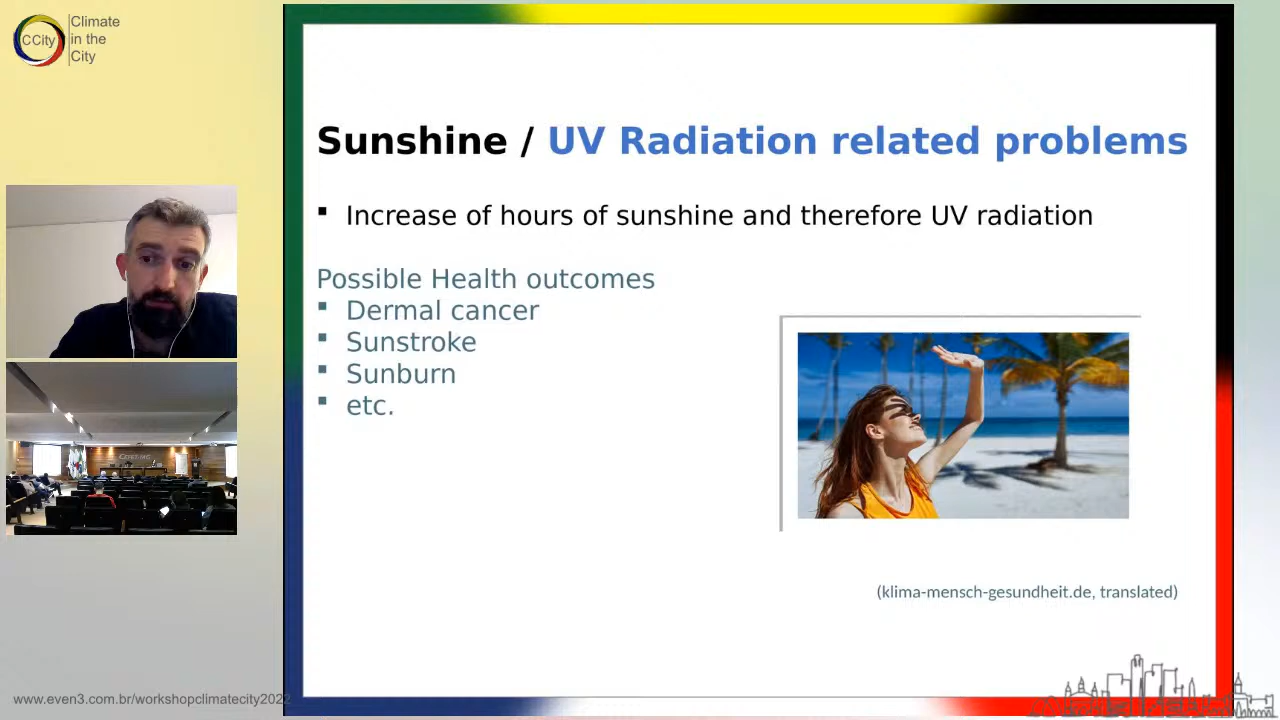 CCity
Climate
in the
City
Sunshine / UV Radiation related problems
▪ Increase of hours of sunshine and therefore UV radiation
Possible Health outcomes
▪ Dermal cancer
▪ Sunstroke
▪ Sunburn
▪ etc.
(klima-mensch-gesundheit.de, translated)
www.even3.com.br/workshopclimatecity2022